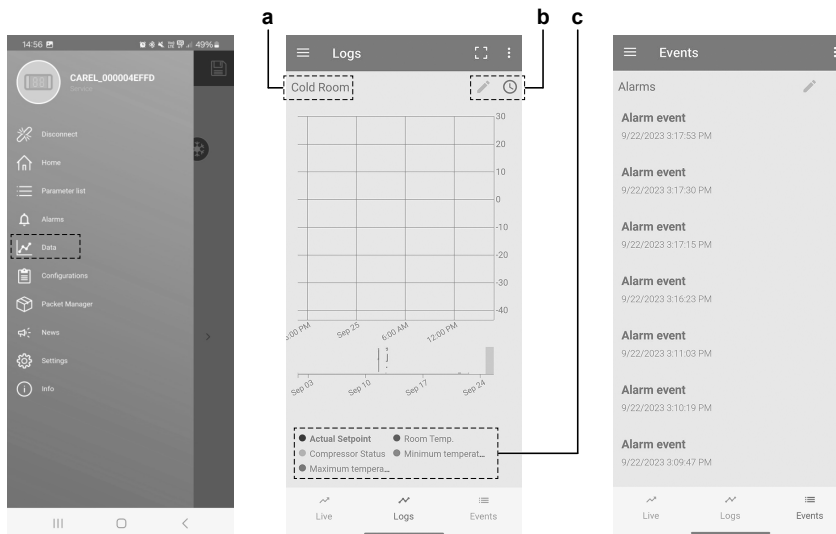 a
b
c
14:56
49%
CAREL_000004EFFD
Service
Disconnect
Home
Parameter list
Alarms
Data
Configurations
Packet Manager
News
Settings
Info
Logs
Cold Room
30
20
10
0
-10
-20
-30
-40
Sep 25
6:00 AM
12:00 PM
Sep 03
Sep 10
Sep 17
Sep 24
Actual Setpoint
Room Temp.
Compressor Status
Minimum temperat...
Maximum tempera...
Live
Logs
Events
Events
Alarms
Alarm event
9/22/2023 3:17:53 PM
Alarm event
9/22/2023 3:17:30 PM
Alarm event
9/22/2023 3:17:15 PM
Alarm event
9/22/2023 3:16:23 PM
Alarm event
9/22/2023 3:11:03 PM
Alarm event
9/22/2023 3:10:19 PM
Alarm event
9/22/2023 3:09:47 PM
Live
Logs
Events